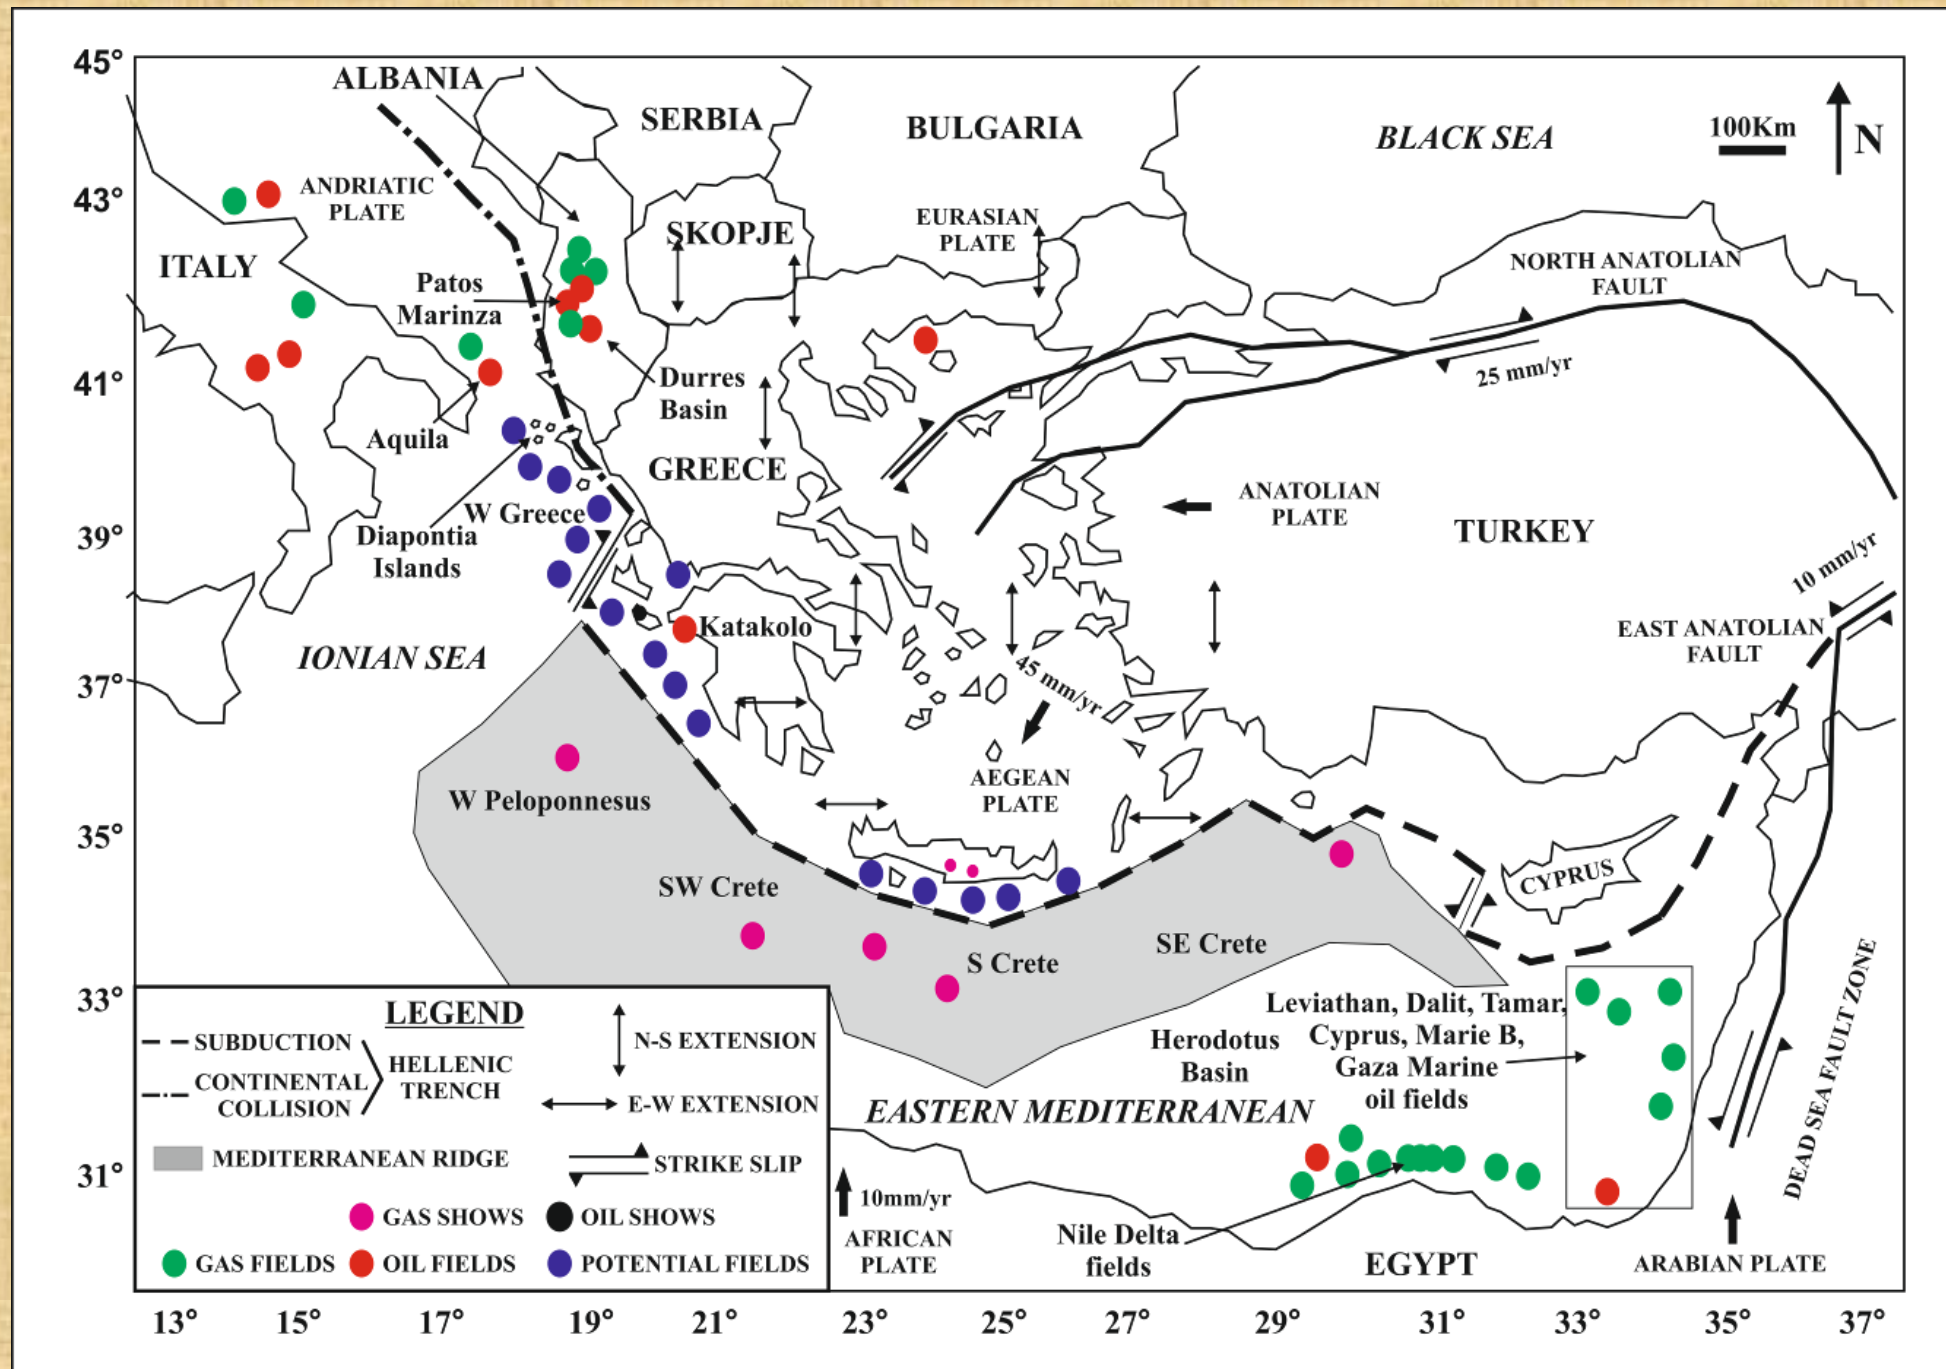 45°
43°
41°
39°
37°
35°
33°
31°
ALBANIA
SERBIA
BULGARIA
BLACK SEA
100Km
N
ANDRIATIC
PLATE
SKOPJE
EURASIAN
PLATE
ITALY
NORTH ANATOLIAN
FAULT
Patos
Marinza
25 mm/yr
Durres
Basin
Aquila
GREECE
ANATOLIAN
PLATE
W Greece
Diapontia
Islands
TURKEY
10 mm/yr
Katakolo
EAST ANATOLIAN
FAULT
IONIAN SEA
45 mm/yr
AEGEAN
PLATE
W Peloponnesus
CYPRUS
SW Crete
S Crete
SE Crete
Leviathan, Dalit, Tamar,
Cyprus, Marie B,
Gaza Marine
oil fields
Herodotus
Basin
DEAD SEA FAULT ZONE
EASTERN MEDITERRANEAN
10mm/yr
AFRICAN
PLATE
Nile Delta
fields
EGYPT
ARABIAN PLATE
LEGEND
SUBDUCTION
CONTINENTAL
COLLISION
HELLENIC
TRENCH
N-S EXTENSION
E-W EXTENSION
MEDITERRANEAN RIDGE
STRIKE SLIP
GAS SHOWS
OIL SHOWS
GAS FIELDS
OIL FIELDS
POTENTIAL FIELDS
13° 15° 17° 19° 21° 23° 25° 27° 29° 31° 33° 35° 37°